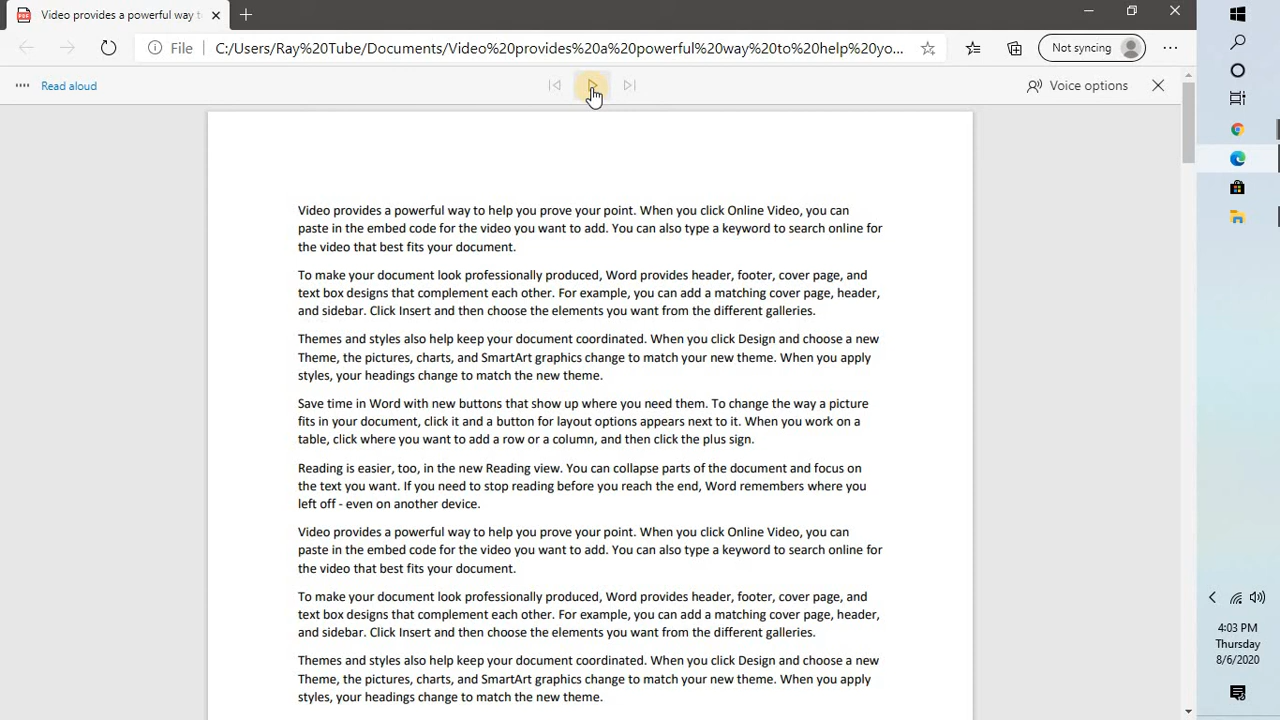 Video provides a powerful way t
File
C:/Users/Ray%20Tube/Documents/Video%20provides%20a%20powerful%20way%20to%20help%20yo...
Not syncing
Read aloud
Voice options
Video provides a powerful way to help you prove your point. When you click Online Video, you can
paste in the embed code for the video you want to add. You can also type a keyword to search online for
the video that best fits your document.
To make your document look professionally produced, Word provides header, footer, cover page, and
text box designs that complement each other. For example, you can add a matching cover page, header,
and sidebar. Click Insert and then choose the elements you want from the different galleries.
Themes and styles also help keep your document coordinated. When you click Design and choose a new
Theme, the pictures, charts, and SmartArt graphics change to match your new theme. When you apply
styles, your headings change to match the new theme.
Save time in Word with new buttons that show up where you need them. To change the way a picture
fits in your document, click it and a button for layout options appears next to it. When you work on a
table, click where you want to add a row or a column, and then click the plus sign.
Reading is easier, too, in the new Reading view. You can collapse parts of the document and focus on
the text you want. If you need to stop reading before you reach the end, Word remembers where you
left off - even on another device.
Video provides a powerful way to help you prove your point. When you click Online Video, you can
paste in the embed code for the video you want to add. You can also type a keyword to search online for
the video that best fits your document.
To make your document look professionally produced, Word provides header, footer, cover page, and
text box designs that complement each other. For example, you can add a matching cover page, header,
and sidebar. Click Insert and then choose the elements you want from the different galleries.
Themes and styles also help keep your document coordinated. When you click Design and choose a new
Theme, the pictures, charts, and SmartArt graphics change to match your new theme. When you apply
styles, your headings change to match the new theme.
4:03 PM
Thursday
8/6/2020